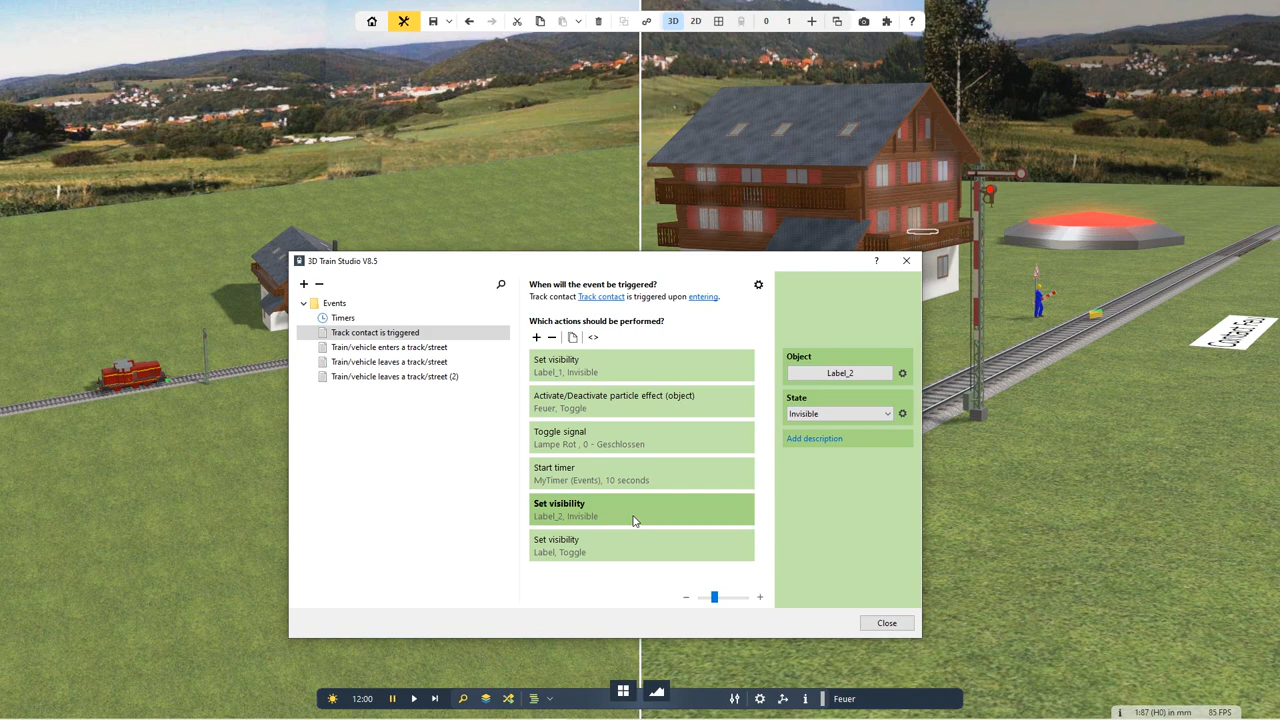 3D 2D 0 1 ?
3D Train Studio V8.5
?
Events
Timers
Track contact is triggered
Train/vehicle enters a track/street
Train/vehicle leaves a track/street
Train/vehicle leaves a track/street (2)
When will the event be triggered?
Track contact Track contact is triggered upon entering.
Which actions should be performed?
<>
Set visibility
Label_1, Invisible
Activate/Deactivate particle effect (object)
Feuer, Toggle
Toggle signal
Lampe Rot , 0 - Geschlossen
Start timer
MyTimer (Events), 10 seconds
Set visibility
Label_2, Invisible
Set visibility
Label, Toggle
Object
Label_2
State
Invisible
Add description
Close
12:00
Feuer
1:87 (H0) in mm 85 FPS